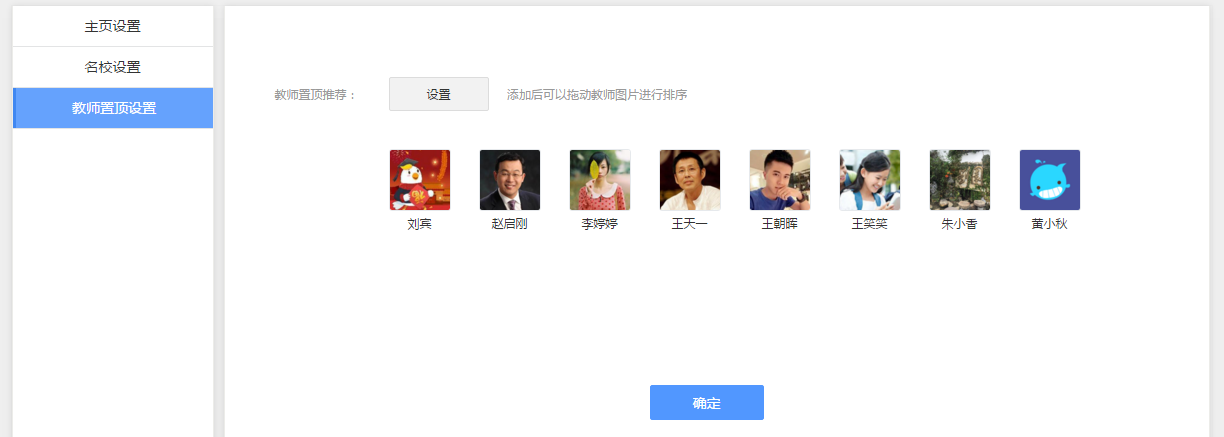 主页设置
名校设置
教师置顶设置
教师置顶推荐：
设置
添加后可以拖动教师图片进行排序
刘宾
赵启刚
李婷婷
王天一
王朝晖
王笑笑
朱小香
黄小秋
确定